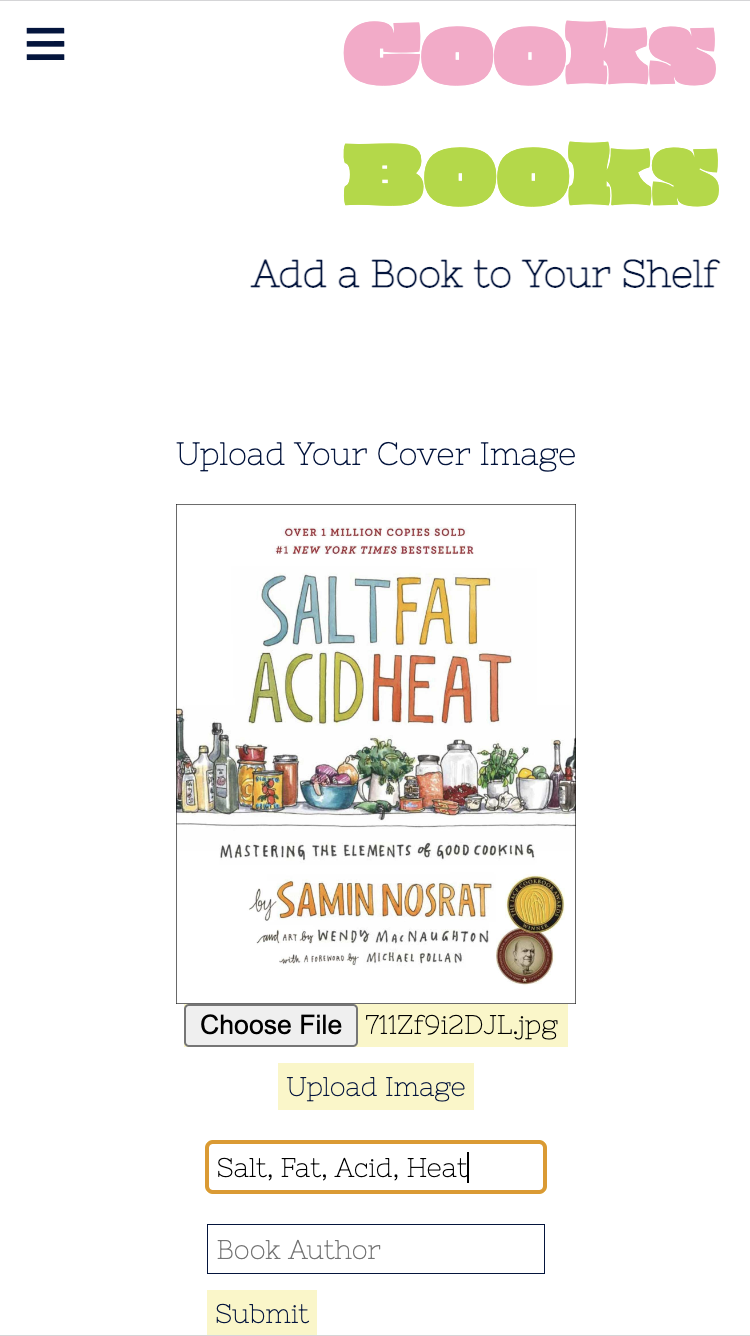 Cooks
Books
Add a Book to Your Shelf
Upload Your Cover Image
OVER 1 MILLION COPIES SOLD
#1 NEW YORK TIMES BESTSELLER
SALT FAT
ACID HEAT
MASTERING THE ELEMENTS of GOOD COOKING
by SAMIN NOSRAT
and ART by WENDY MACNAUGHTON
with A FOREWORD by MICHAEL POLLAN
WINNER
Choose File 711Zf9i2DJL.jpg
Upload Image
Salt, Fat, Acid, Heat
Book Author
Submit